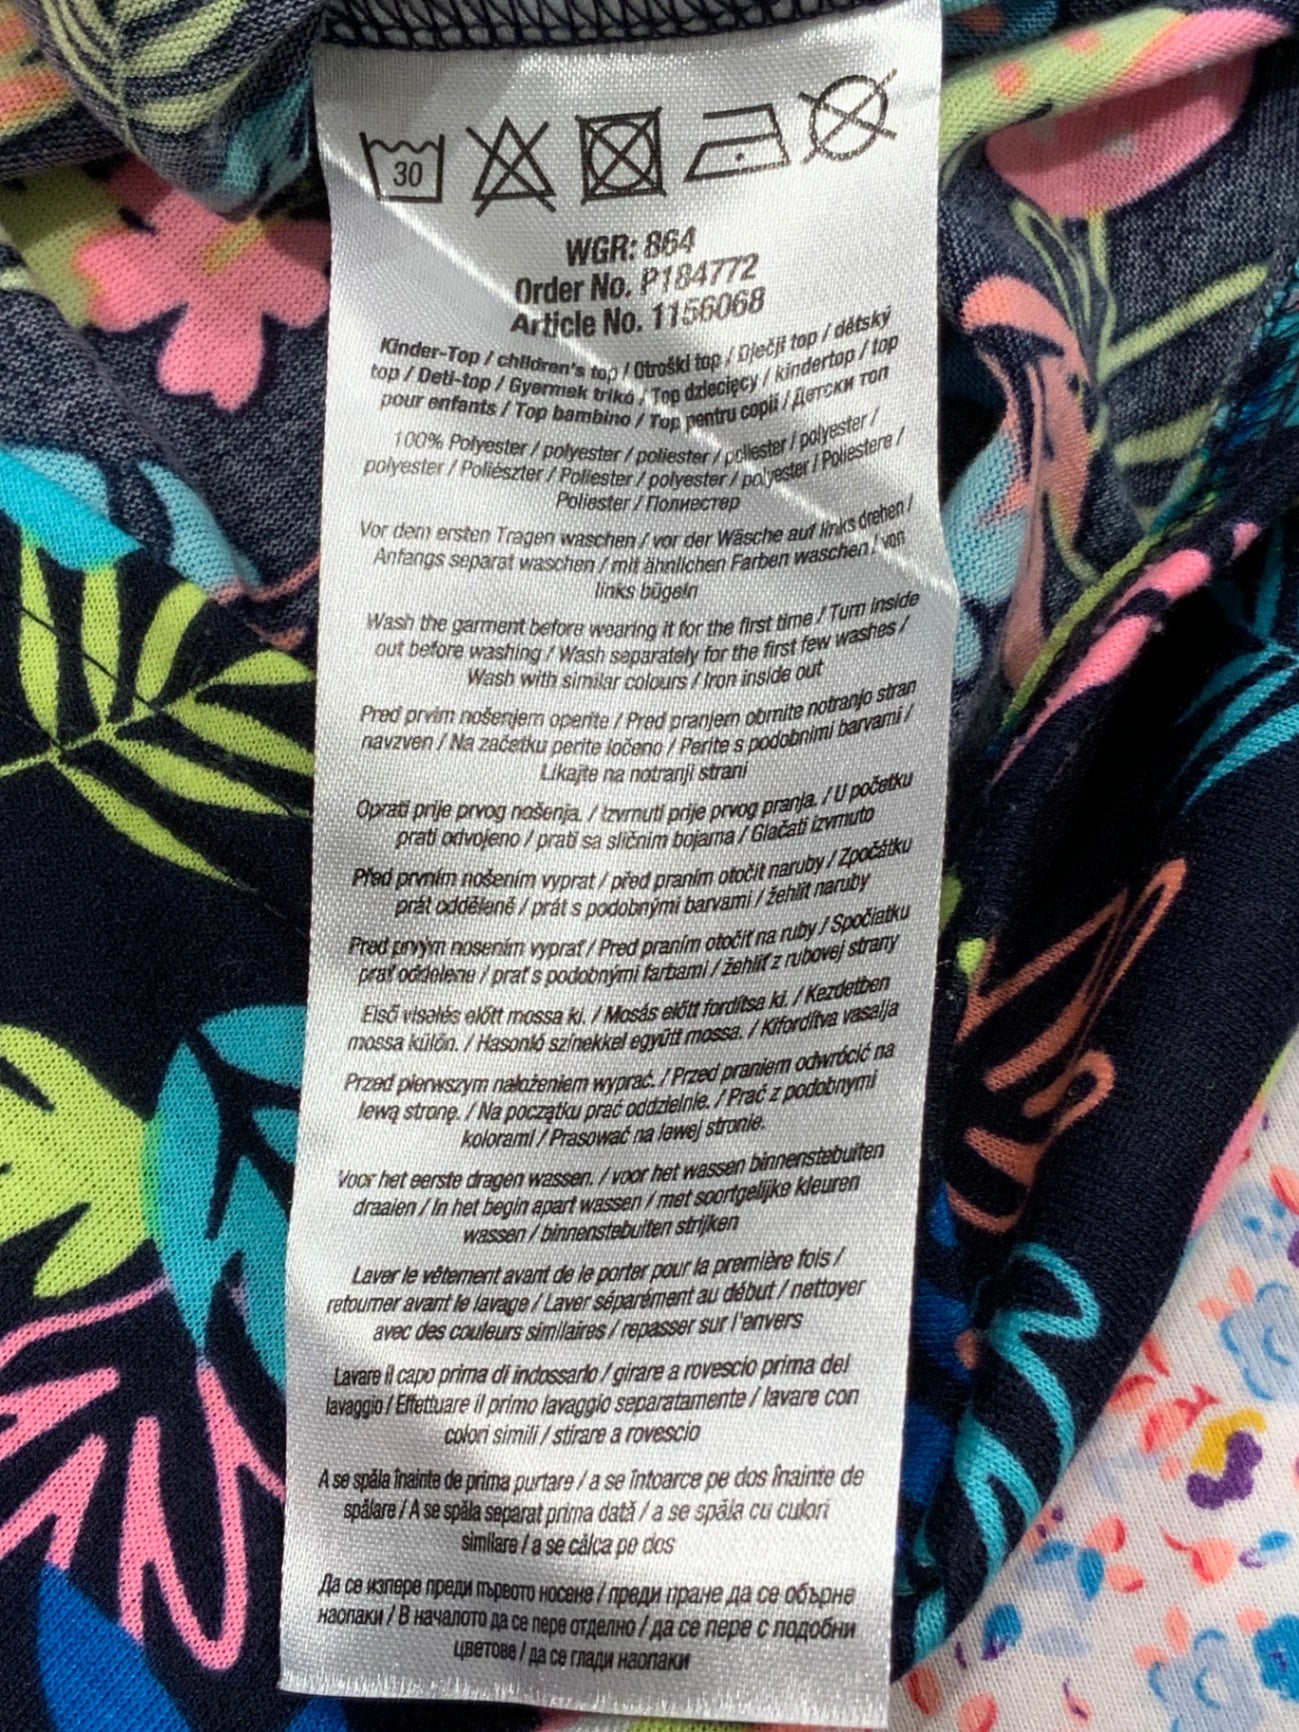 30
WGR: 864
Order No. P184772
Article No. 1156068
Kinder-Top / children's top / Otroški top / Dječji top / dětský
top / Deti-top / Gyermek trikó / Top dziecięcy / kindertop / top
pour enfants / Top bambino / Top pentru copii / Детски топ
100% Polyester / polyester / poliester / poliester / polyester /
polyester / Poliészter / Poliester / polyester / polyester / Poliestere /
Poliester / Полиестер
Vor dem ersten Tragen waschen / vor der Wäsche auf links drehen /
Anfangs separat waschen / mit ähnlichen Farben waschen / von
links bügeln
Wash the garment before wearing it for the first time / Turn inside
out before washing / Wash separately for the first few washes /
Wash with similar colours / Iron inside out
Pred prvim nošenjem operite / Pred pranjem obrnite notranjo stran
navzven / Na začetku perite ločeno / Perite s podobnimi barvami /
Likajte na notranji strani
Oprati prije prvog nošenja. / Izvrnuti prije prvog pranja. / U početku
prati odvojeno / prati sa sličnim bojama / Glačati izvrnuto
Před prvním nošením vyprat / před praním otočit naruby / Zpočátku
prát odděleně / prát s podobnými barvami / žehlit naruby
Pred prvým nosením vyprať / Pred praním otočiť na ruby / Spočiatku
prať oddelene / prať s podobnými farbami / žehliť z rubovej strany
Első viselés előtt mossa ki. / Mosás előtt fordítsa ki. / Kezdetben
mossa külön. / Hasonló színekkel együtt mossa. / Kifordítva vasalja
Przed pierwszym nałożeniem wyprać. / Przed praniem odwrócić na
lewą stronę. / Na początku prać oddzielnie. / Prać z podobnymi
kolorami / Prasować na lewej stronie.
Voor het eerste dragen wassen. / voor het wassen binnenstebuiten
draaien / In het begin apart wassen / met soortgelijke kleuren
wassen / binnenstebuiten strijken
Laver le vêtement avant de le porter pour la première fois /
retourner avant le lavage / Laver séparément au début / nettoyer
avec des couleurs similaires / repasser sur l'envers
Lavare il capo prima di indossarlo / girare a rovescio prima del
lavaggio / Effettuare il primo lavaggio separatamente / lavare con
colori simili / stirare a rovescio
A se spăla înainte de prima purtare / a se întoarce pe dos înainte de
spălare / A se spăla separat prima dată / a se spăla cu culori
similare / a se călca pe dos
Да се изпере преди първото носене / преди пране да се обърне
наопаки / В началото да се пере отделно / да се пере с подобни
цветове / да се глади наопаки